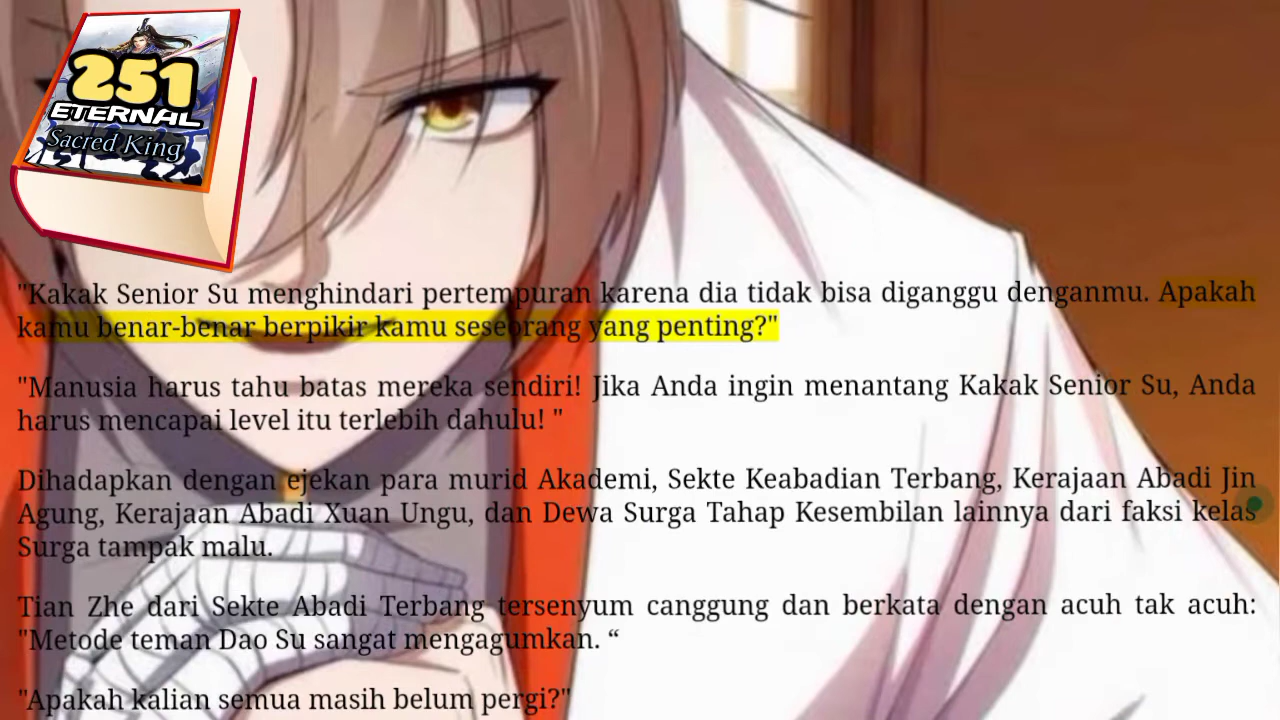 251
ETERNAL
Sacred King
"Kakak Senior Su menghindari pertempuran karena dia tidak bisa diganggu denganmu. Apakah
kamu benar-benar berpikir kamu seseorang yang penting?"
"Manusia harus tahu batas mereka sendiri! Jika Anda ingin menantang Kakak Senior Su, Anda
harus mencapai level itu terlebih dahulu! "
Dihadapkan dengan ejekan para murid Akademi, Sekte Keabadian Terbang, Kerajaan Abadi Jin
Agung, Kerajaan Abadi Xuan Ungu, dan Dewa Surga Tahap Kesembilan lainnya dari faksi kelas
Surga tampak malu.
Tian Zhe dari Sekte Abadi Terbang tersenyum canggung dan berkata dengan acuh tak acuh:
"Metode teman Dao Su sangat mengagumkan. “
"Apakah kalian semua masih belum pergi?"